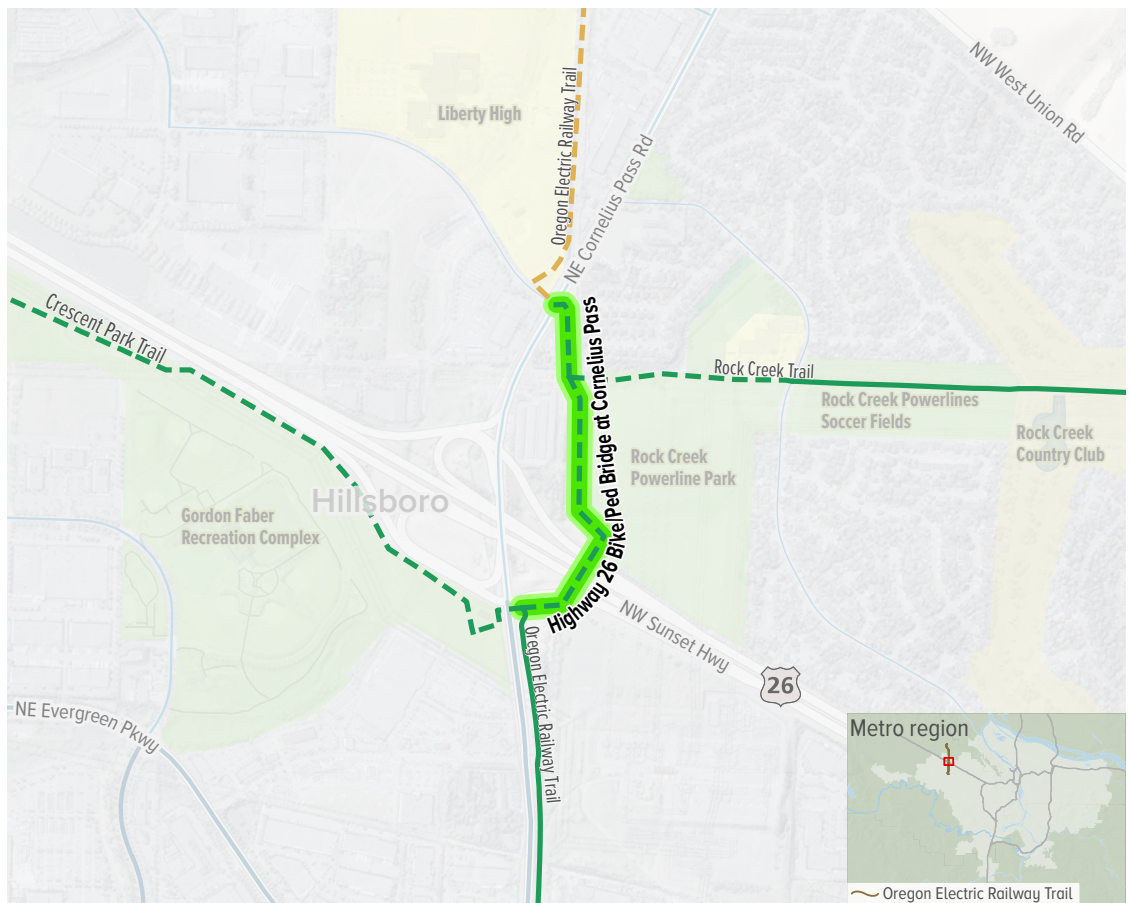 NW West Union Rd
Liberty High
Oregon Electric Railway Trail
NE Cornelius Pass Rd
Crescent Park Trail
Highway 26 Bike/Ped Bridge at Cornelius Pass
Rock Creek Trail
Rock Creek Powerlines
Soccer Fields
Rock Creek
Country Club
Rock Creek
Powerline Park
Hillsboro
Gordon Faber
Recreation Complex
NW Sunset Hwy
26
Oregon Electric Railway Trail
NE Evergreen Pkwy
Metro region
Oregon Electric Railway Trail